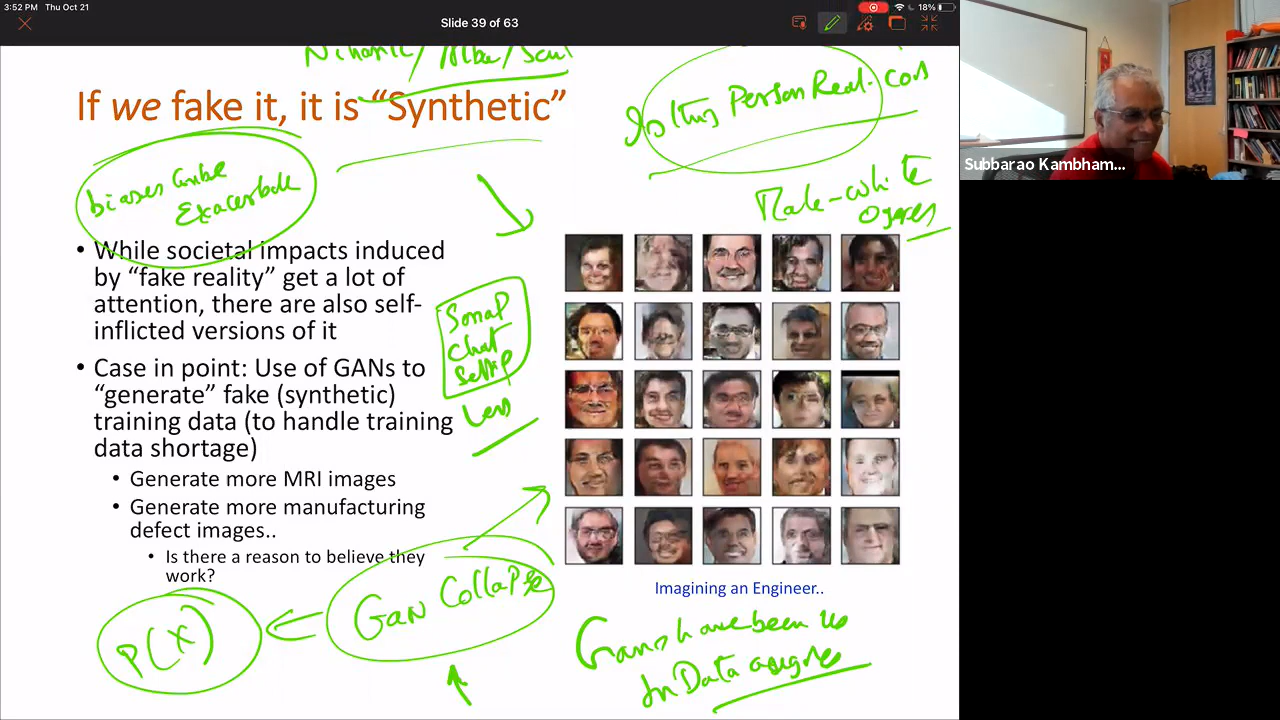 3:52 PM Thu Oct 21
18%
Slide 39 of 63
If we fake it, it is “Synthetic”
Is this Person Real.com
biases can be
Exacerbate
Male-white
• While societal impacts induced
by “fake reality” get a lot of
attention, there are also self-
inflicted versions of it
• Case in point: Use of GANs to
“generate” fake (synthetic)
training data (to handle training
data shortage)
• Generate more MRI images
• Generate more manufacturing
defect images..
• Is there a reason to believe they
work?
Snap
Chat
Selfie
Lens
Gan Collapse
P(X)
Imagining an Engineer..
Gans have been
In Data
Subbarao Kambham...